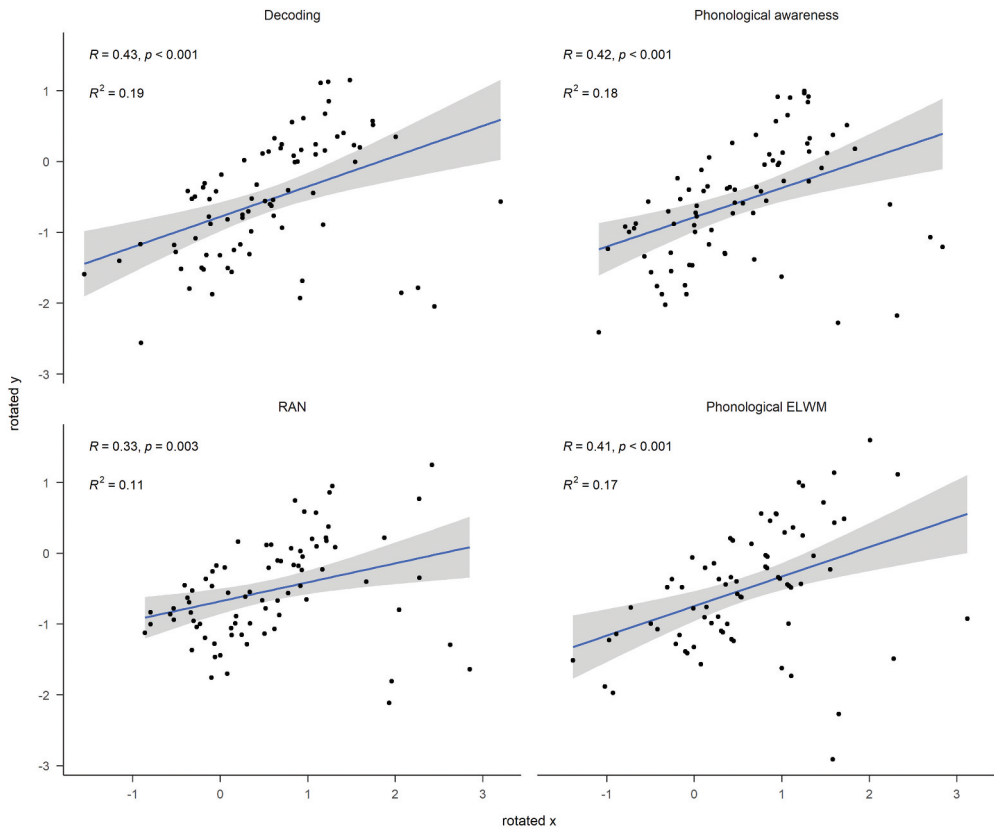 Decoding
Phonological awareness
R = 0.43, p < 0.001
R² = 0.19
R = 0.42, p < 0.001
R² = 0.18
1
0
-1
-2
-3
RAN
Phonological ELWM
R = 0.33, p = 0.003
R² = 0.11
R = 0.41, p < 0.001
R² = 0.17
1
0
-1
-2
-3
-1 0 1 2 3
-1 0 1 2 3
rotated y
rotated x